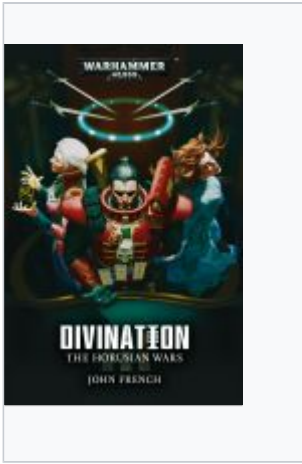 WARHAMMER
40,000
DIVINATION
THE HORUSIAN WARS
JOHN FRENCH